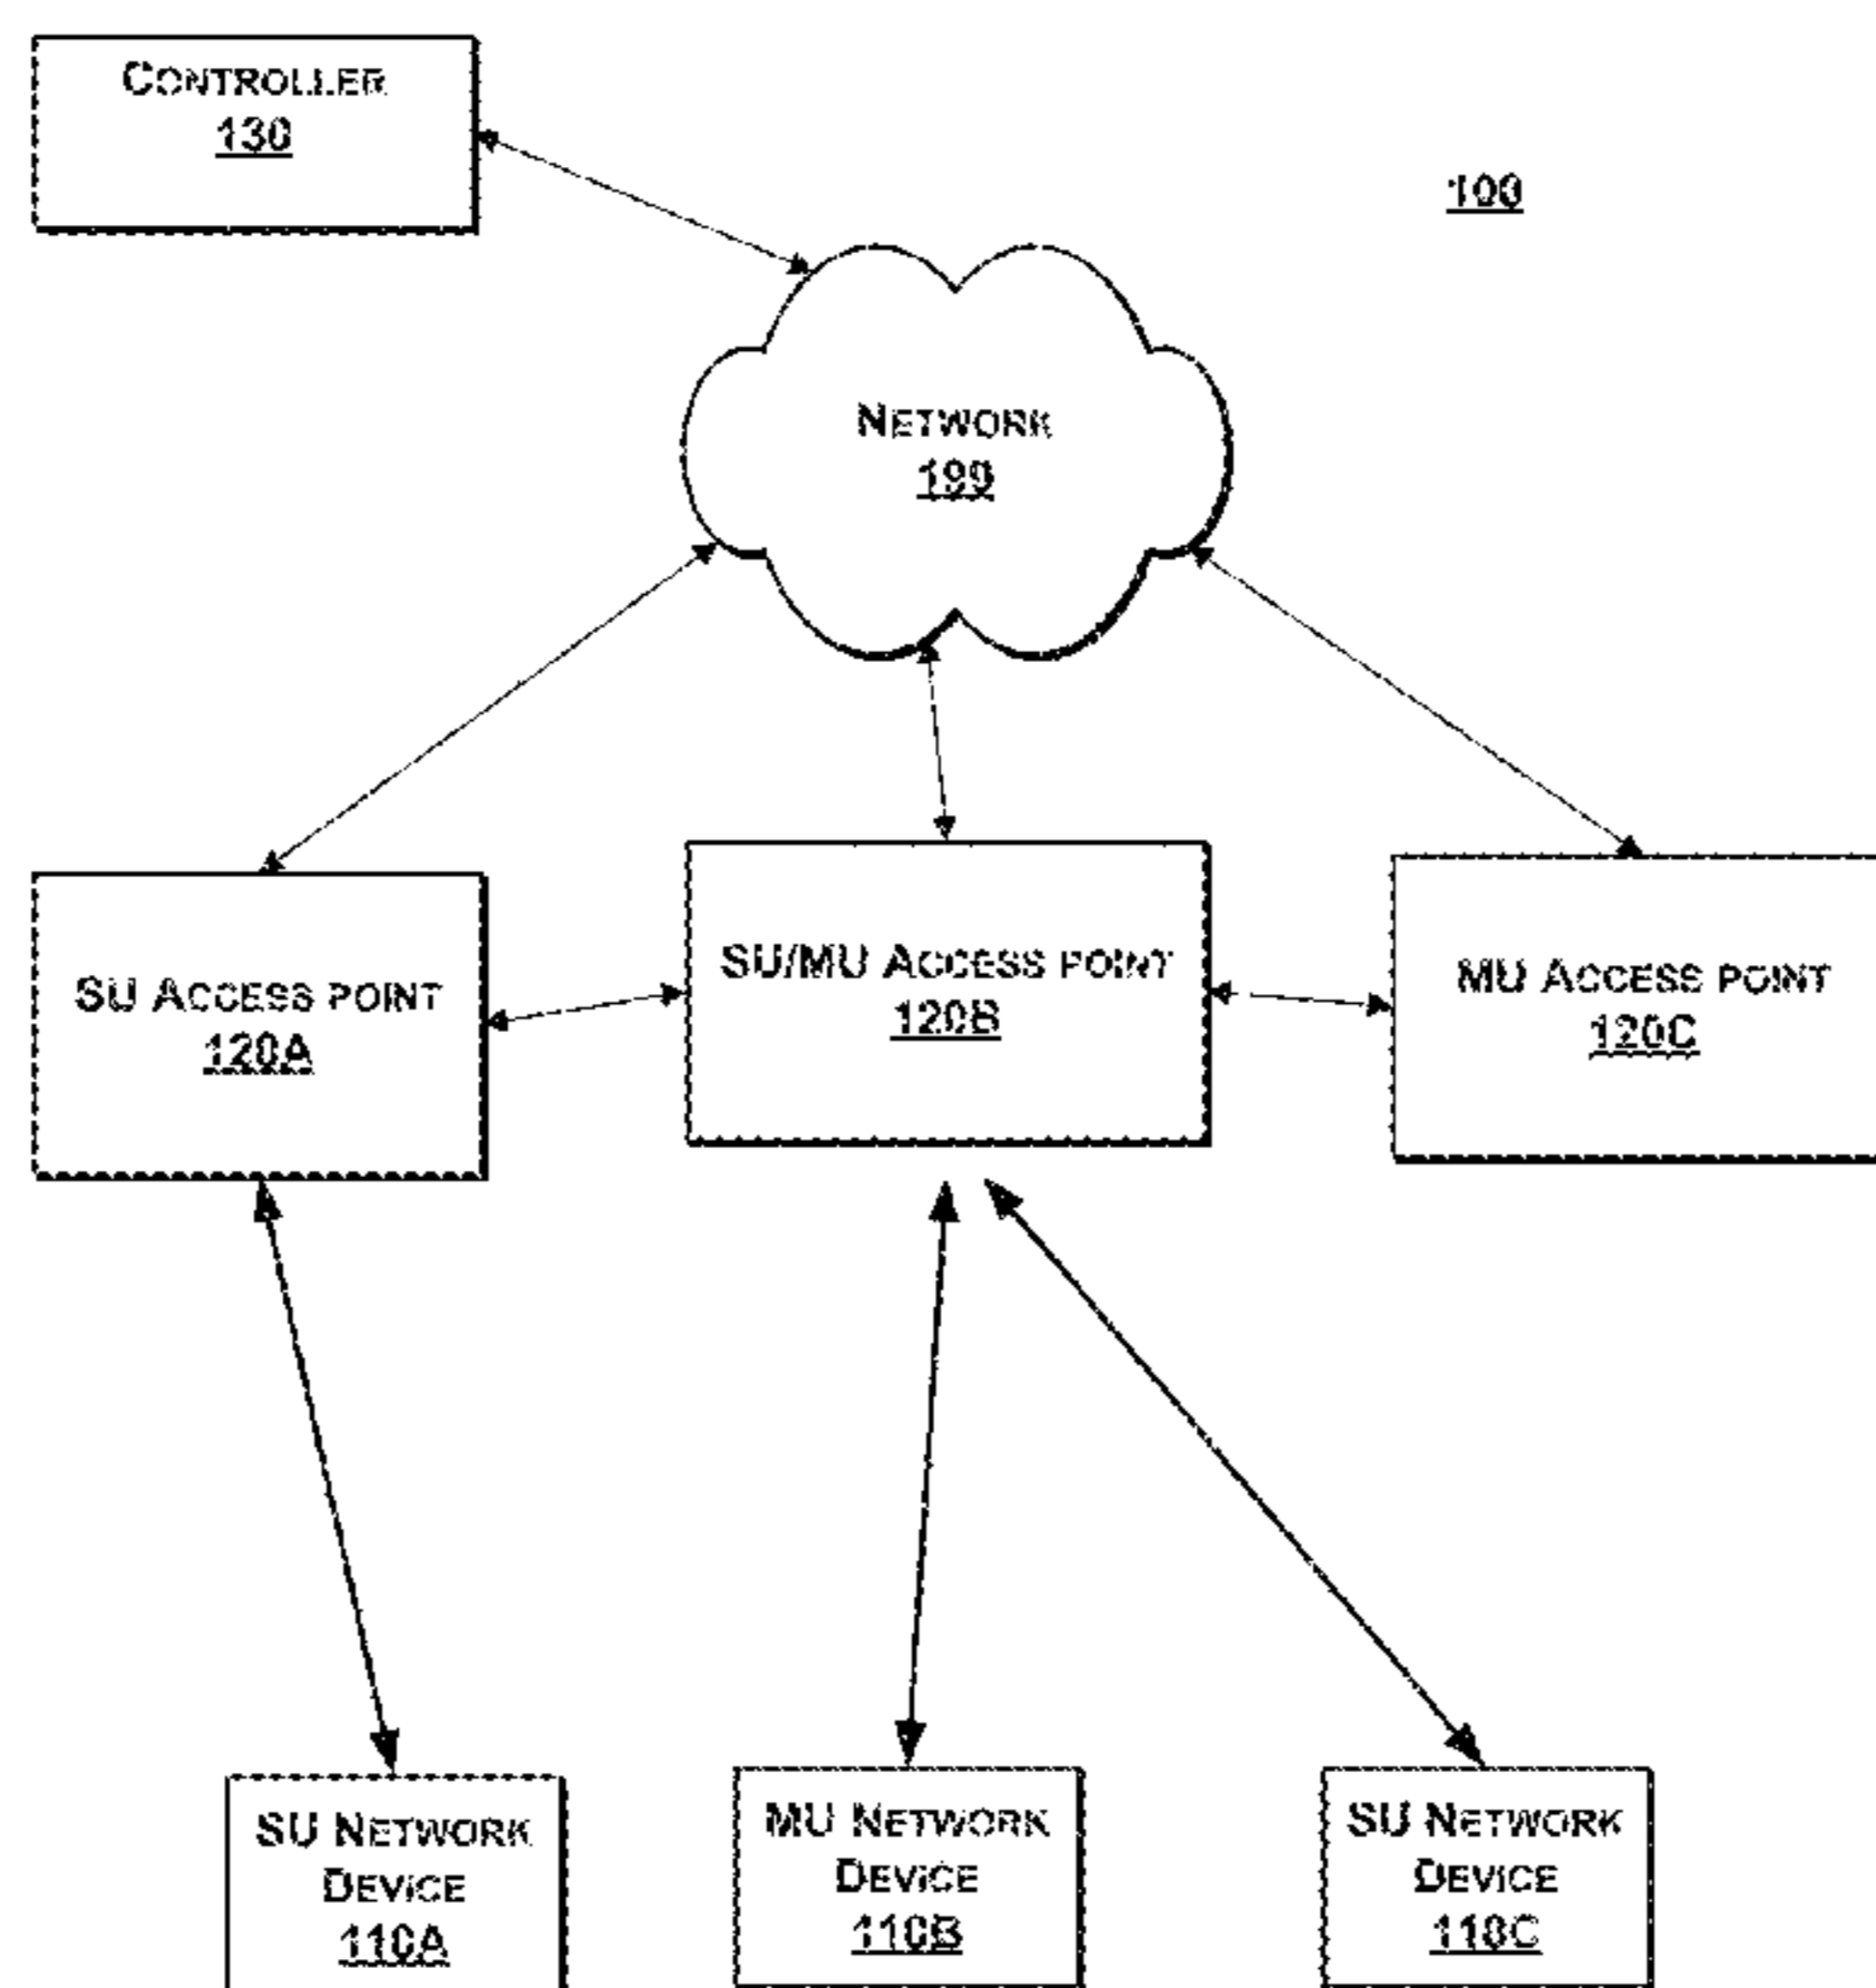 CONTROLLER
130
100
NETWORK
199
SU ACCESS POINT
120A
SU/MU ACCESS POINT
120B
MU ACCESS POINT
120C
SU NETWORK
DEVICE
110A
MU NETWORK
DEVICE
110B
SU NETWORK
DEVICE
110C